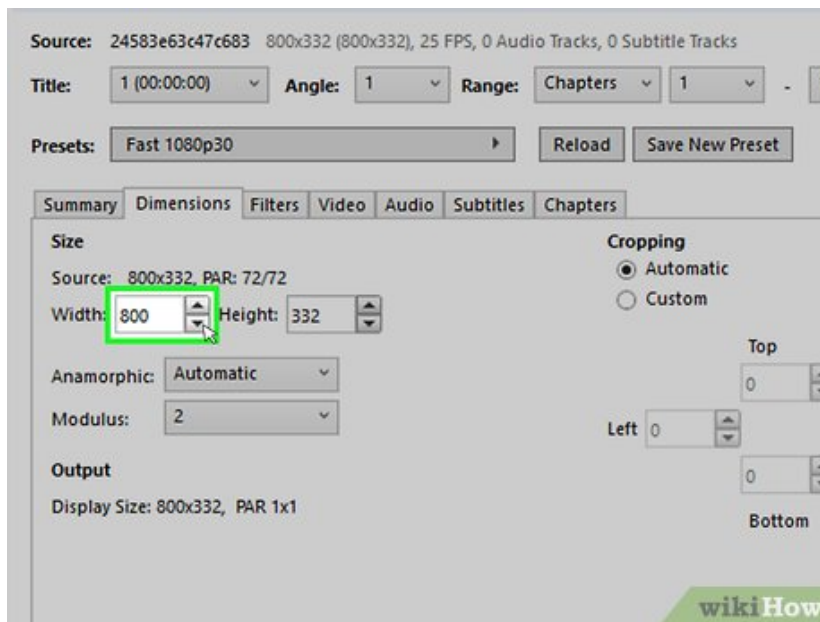 Source: 24583e63c47c683 800x332 (800x332), 25 FPS, 0 Audio Tracks, 0 Subtitle Tracks
Title: 1 (00:00:00) Angle: 1 Range: Chapters 1 -
Presets: Fast 1080p30 Reload Save New Preset
Summary Dimensions Filters Video Audio Subtitles Chapters
Size
Source: 800x332, PAR: 72/72
Width: 800 Height: 332
Anamorphic: Automatic
Modulus: 2
Output
Display Size: 800x332, PAR 1x1
Cropping
Automatic
Custom
Top
0
Left 0
0
Bottom
wikiHow